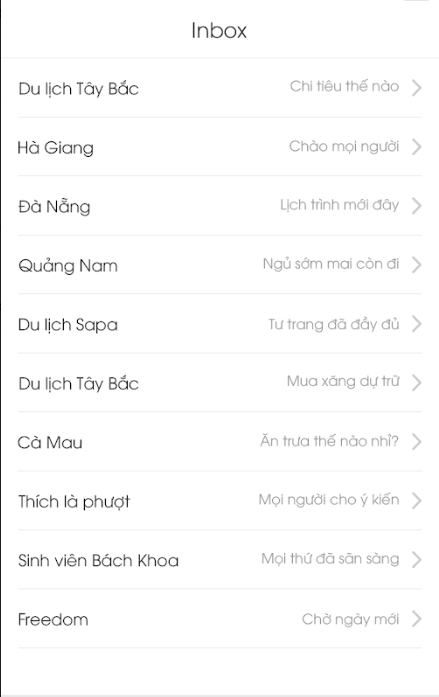 Inbox
Du lịch Tây Bắc Chi tiêu thế nào
Hà Giang Chào mọi người
Đà Nẵng Lịch trình mới đây
Quảng Nam Ngủ sớm mai còn đi
Du lịch Sapa Tư trang đã đầy đủ
Du lịch Tây Bắc Mua xăng dự trữ
Cà Mau Ăn trưa thế nào nhỉ?
Thích là phượt Mọi người cho ý kiến
Sinh viên Bách Khoa Mọi thứ đã sãn sàng
Freedom Chờ ngày mới